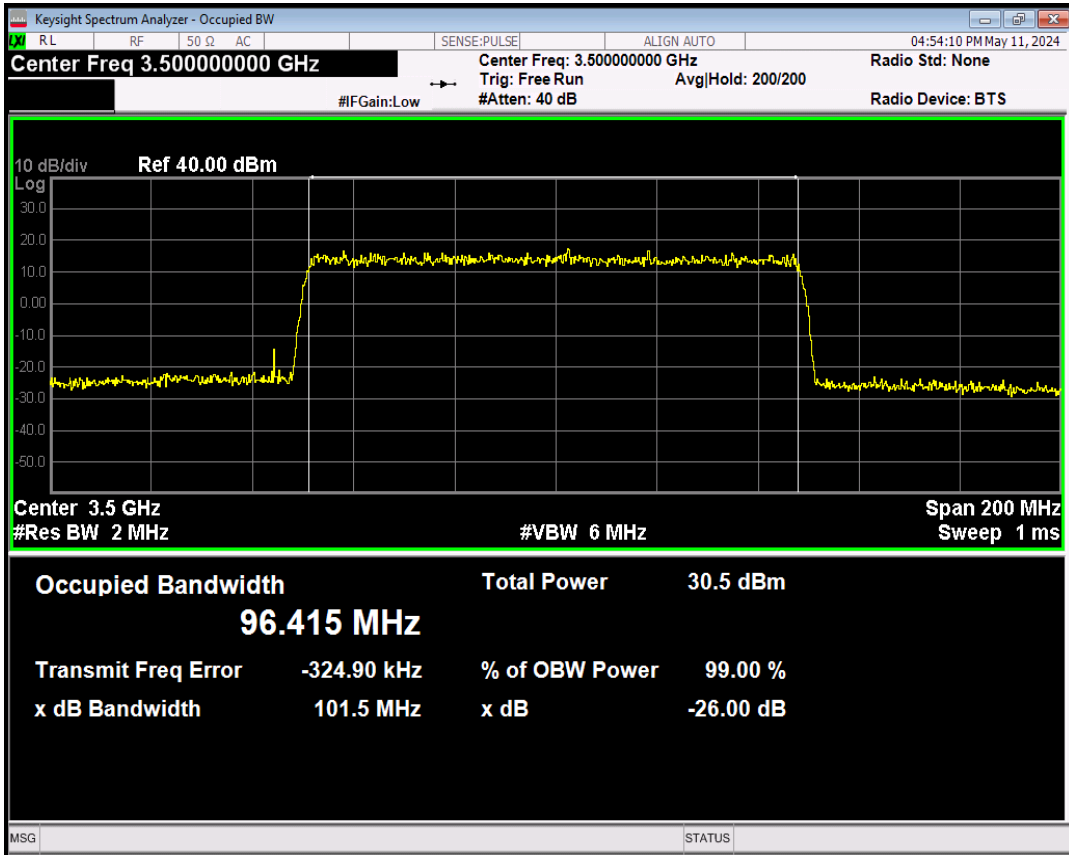 Keysight Spectrum Analyzer - Occupied BW
LXI RL RF 50 Ω AC SENSE:PULSE ALIGN AUTO 04:54:10 PM May 11, 2024
Center Freq 3.500000000 GHz Center Freq: 3.500000000 GHz Radio Std: None
Trig: Free Run Avg|Hold: 200/200
#IFGain:Low #Atten: 40 dB Radio Device: BTS
10 dB/div Ref 40.00 dBm
Log
30.0
20.0
10.0
0.00
-10.0
-20.0
-30.0
-40.0
-50.0
Center 3.5 GHz Span 200 MHz
#Res BW 2 MHz #VBW 6 MHz Sweep 1 ms
Occupied Bandwidth Total Power 30.5 dBm
96.415 MHz
Transmit Freq Error -324.90 kHz % of OBW Power 99.00 %
x dB Bandwidth 101.5 MHz x dB -26.00 dB
MSG STATUS